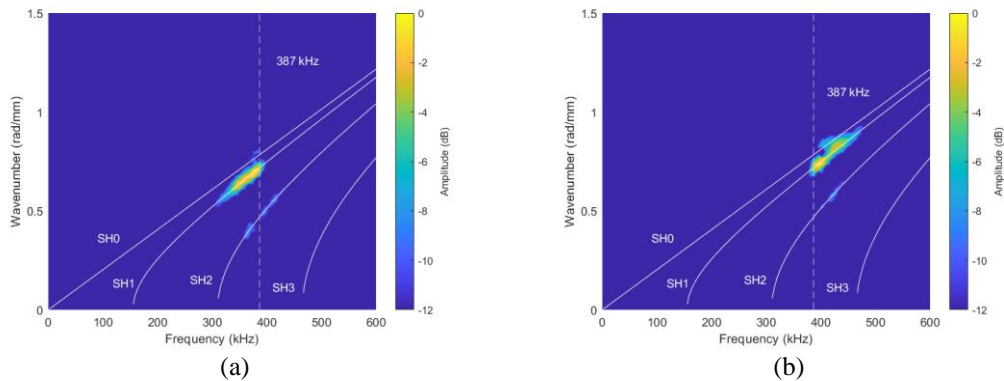 1.5
1
0.5
0
Wavenumber (rad/mm)
387 kHz
SH0
SH1
SH2
SH3
0 100 200 300 400 500 600
Frequency (kHz)
0
-2
-4
-6
-8
-10
-12
Amplitude (dB)
(a)
1.5
1
0.5
0
Wavenumber (rad/mm)
387 kHz
SH0
SH1
SH2
SH3
0 100 200 300 400 500 600
Frequency (kHz)
0
-2
-4
-6
-8
-10
-12
Amplitude (dB)
(b)